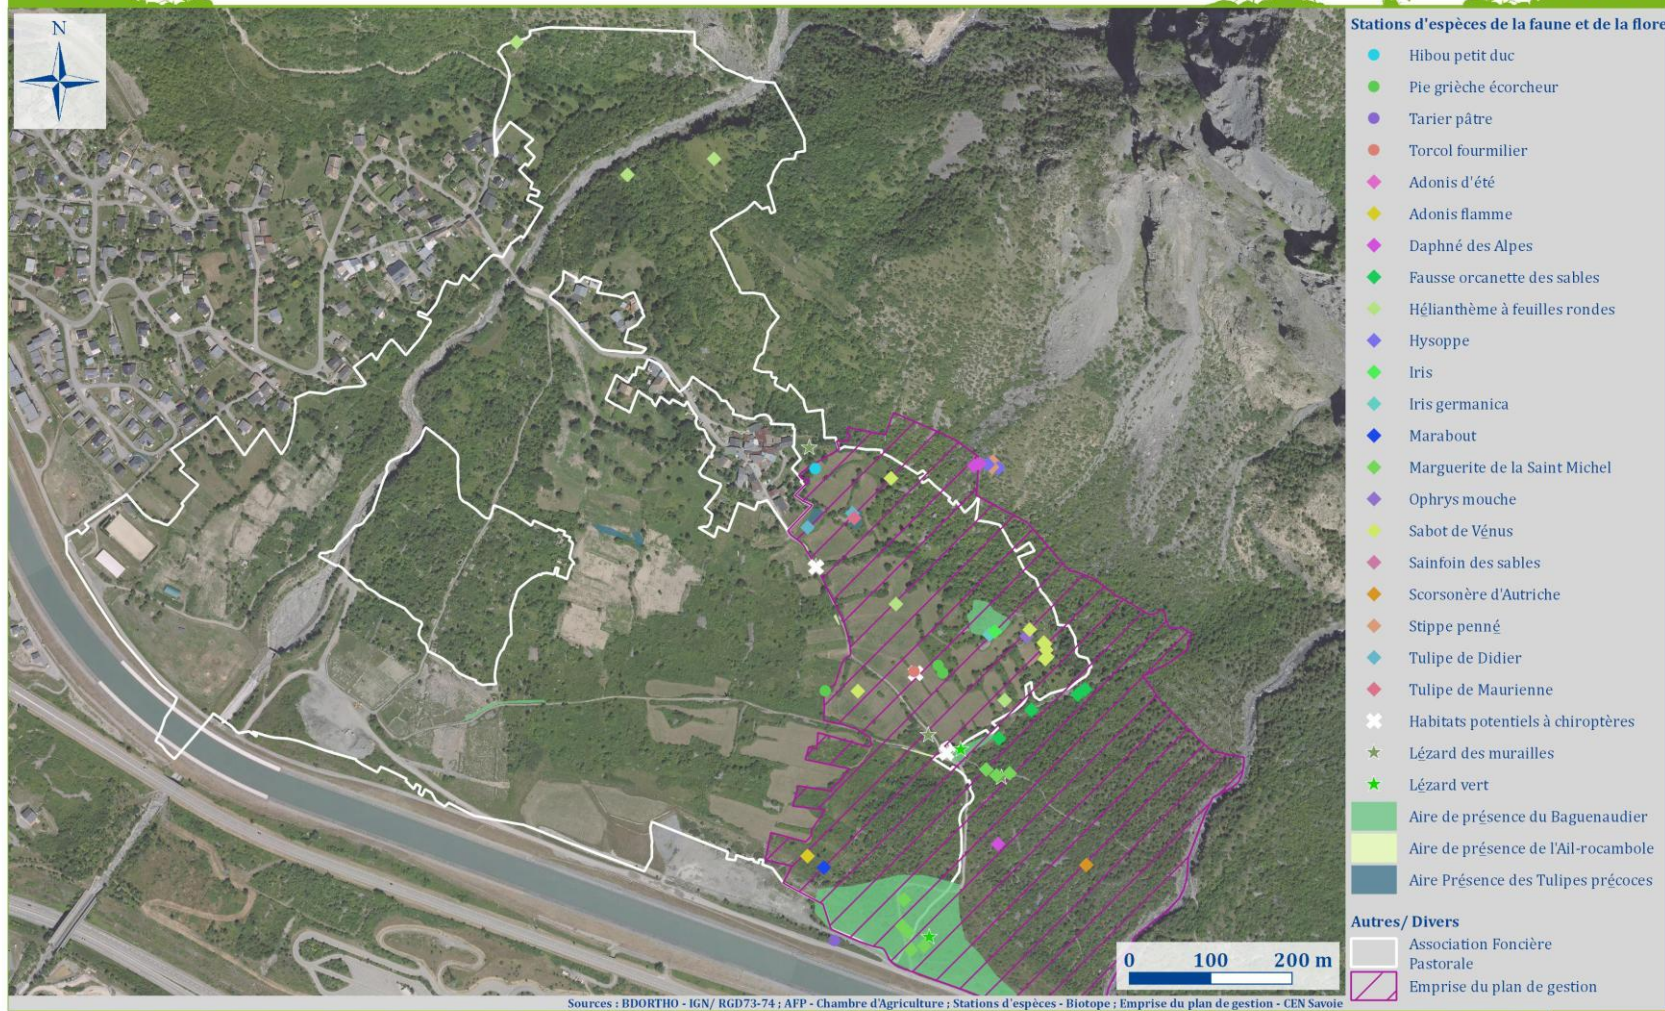 N
Stations d'espèces de la faune et de la flore
Hibou petit duc
Pie grièche écorcheur
Tarier pâtre
Torcol fourmilier
Adonis d'été
Adonis flamme
Daphné des Alpes
Fausse orcanette des sables
Hélianthème à feuilles rondes
Hysoppe
Iris
Iris germanica
Marabout
Marguerite de la Saint Michel
Ophrys mouche
Sabot de Vénus
Sainfoin des sables
Scorsonère d'Autriche
Stippe penné
Tulipe de Didier
Tulipe de Maurienne
Habitats potentiels à chiroptères
Lézard des murailles
Lézard vert
Aire de présence du Baguenaudier
Aire de présence de l'Ail-rocambole
Aire Présence des Tulipes précoces
Autres/ Divers
Association Foncière
Pastorale
Emprise du plan de gestion
0 100 200 m
Sources : BDORTHO - IGN/ RGD73-74 ; AFP - Chambre d'Agriculture ; Stations d'espèces - Biotope ; Emprise du plan de gestion - CEN Savoie